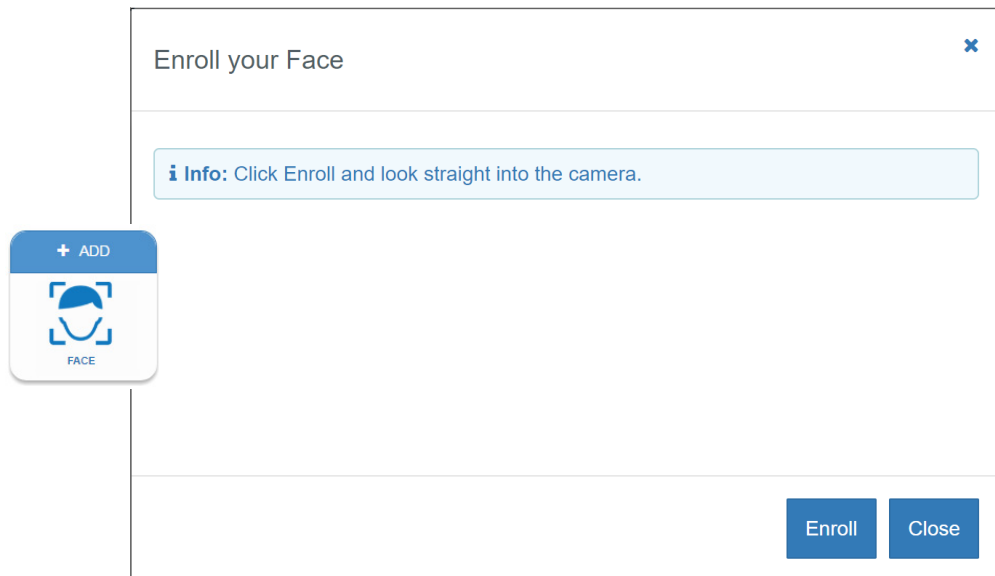 Enroll your Face
Info: Click Enroll and look straight into the camera.
+ ADD
FACE
Enroll
Close